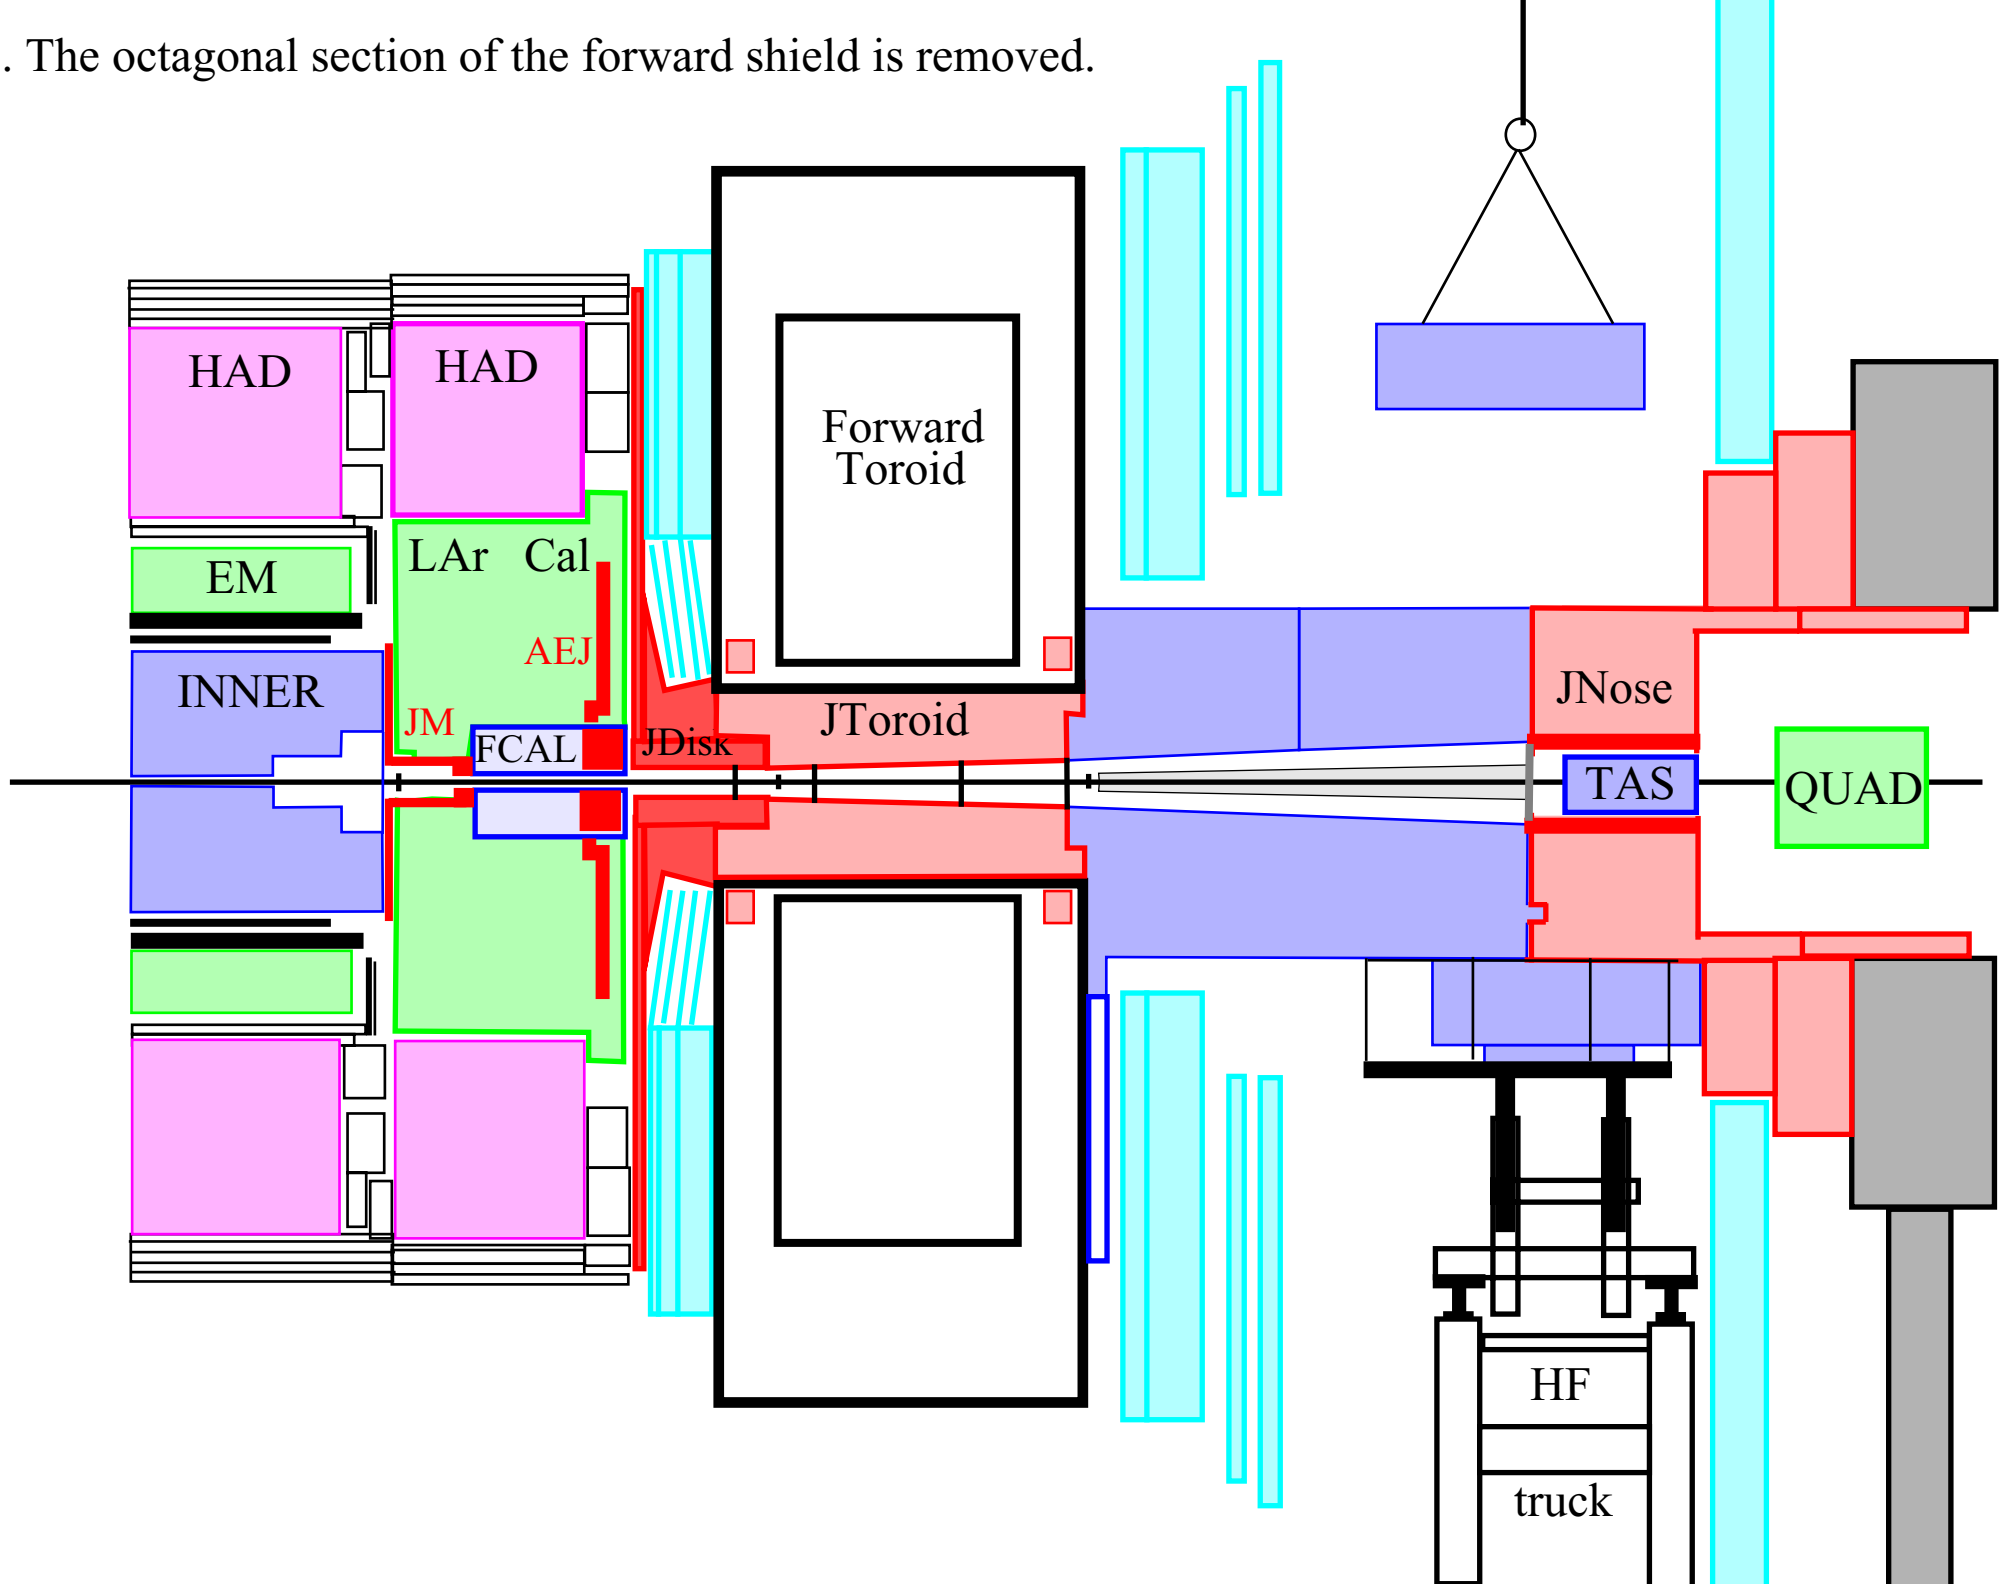 . The octagonal section of the forward shield is removed.
HAD
HAD
Forward
Toroid
LAr Cal
EM
AEJ
INNER
JM
FCAL
JDisk
JToroid
JNose
TAS
QUAD
HF
truck